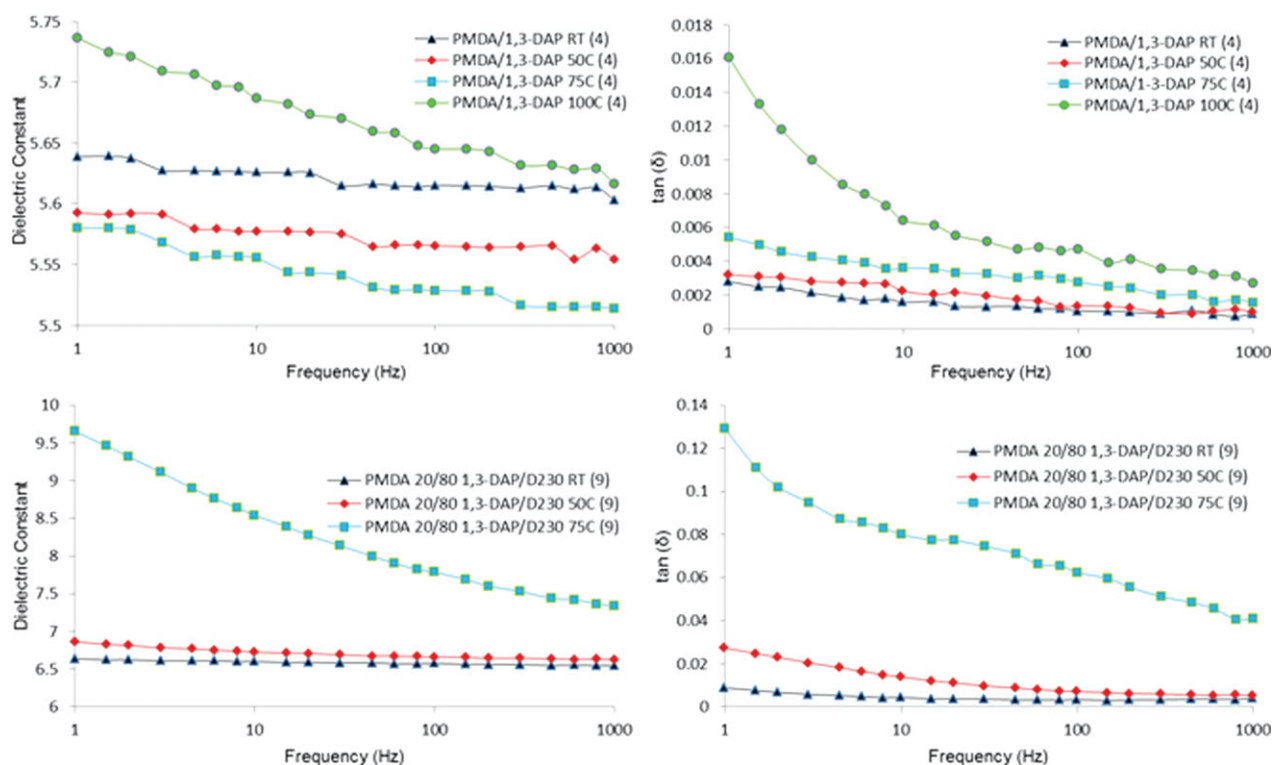 5.75
5.7
5.65
5.6
5.55
5.5
Dielectric Constant
PMDA/1,3-DAP RT (4)
PMDA/1,3-DAP 50C (4)
PMDA/1,3-DAP 75C (4)
PMDA/1,3-DAP 100C (4)
1
10
100
1000
Frequency (Hz)
0.018
0.016
0.014
0.012
0.01
0.008
0.006
0.004
0.002
0
tan (δ)
PMDA/1,3-DAP RT (4)
PMDA/1,3-DAP 50C (4)
PMDA/1-3-DAP 75C (4)
PMDA/1,3-DAP 100C (4)
1
10
100
1000
Frequency (Hz)
10
9.5
9
8.5
8
7.5
7
6.5
6
Dielectric Constant
PMDA 20/80 1,3-DAP/D230 RT (9)
PMDA 20/80 1,3-DAP/D230 50C (9)
PMDA 20/80 1,3-DAP/D230 75C (9)
1
10
100
1000
Frequency (Hz)
0.14
0.12
0.1
0.08
0.06
0.04
0.02
0
tan (δ)
PMDA 20/80 1,3-DAP/D230 RT (9)
PMDA 20/80 1,3-DAP/D230 50C (9)
PMDA 20/80 1,3-DAP/D230 75C (9)
1
10
100
1000
Frequency (Hz)